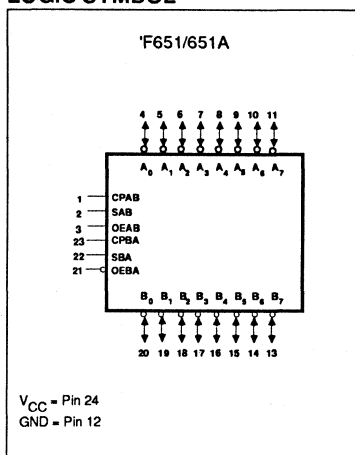 LOGIC SYMBOL
'F651/651A
4 5 6 7 8 9 10 11
A0 A1 A2 A3 A4 A5 A6 A7
1 CPAB
2 SAB
3 OEAB
23 CPBA
22 SBA
21 OEBA
B0 B1 B2 B3 B4 B5 B6 B7
20 19 18 17 16 15 14 13
VCC = Pin 24
GND = Pin 12